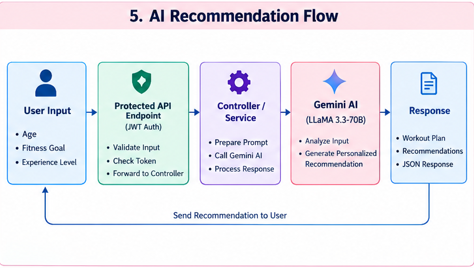 5. AI Recommendation Flow
User Input
• Age
• Fitness Goal
• Experience Level
Protected API
Endpoint
(JWT Auth)
• Validate Input
• Check Token
• Forward to Controller
Controller /
Service
• Prepare Prompt
• Call Gemini AI
• Process Response
Gemini AI
(LLaMA 3.3-70B)
• Analyze Input
• Generate Personalized
Recommendation
Response
• Workout Plan
• Recommendations
• JSON Response
Send Recommendation to User